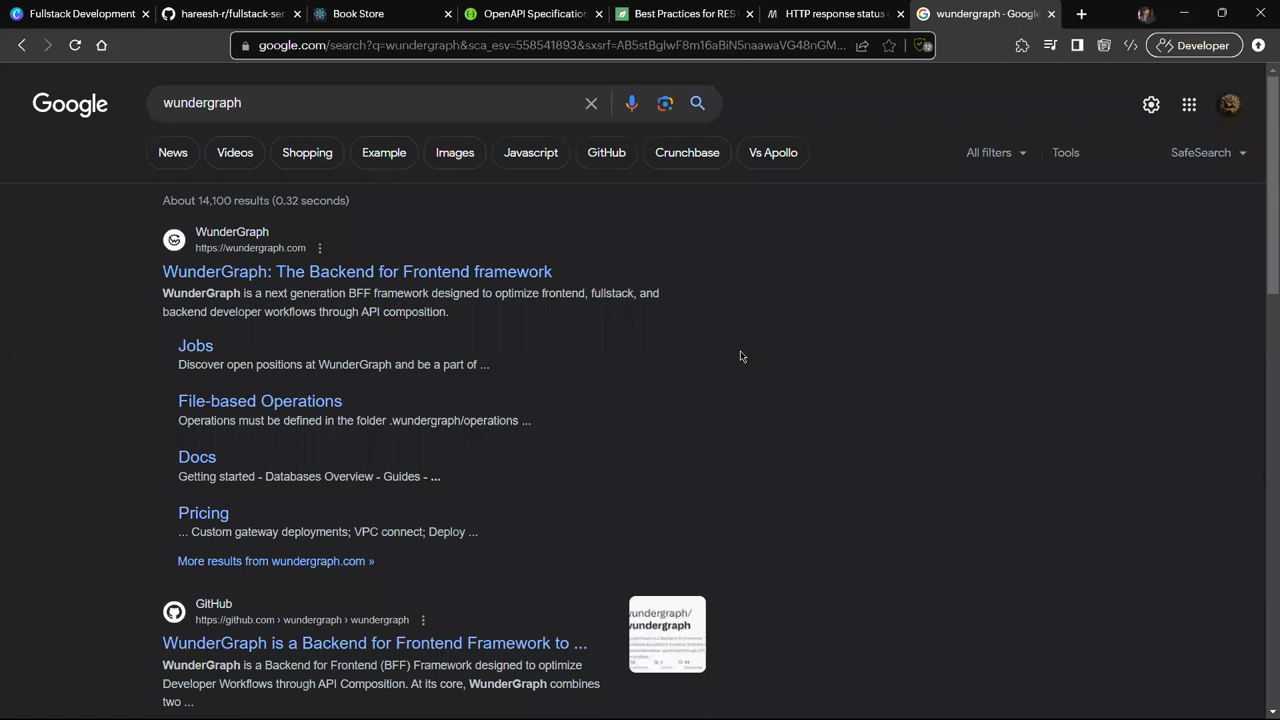 Fullstack Development
hareesh-r/fullstack-ser
Book Store
OpenAPI Specification
Best Practices for RES
HTTP response status
wundergraph - Google
google.com/search?q=wundergraph&sca_esv=558541893&sxsrf=AB5stBglwF8m16aBiN5naawaVG48nGM...
12
Developer
Google
wundergraph
News
Videos
Shopping
Example
Images
Javascript
GitHub
Crunchbase
Vs Apollo
All filters
Tools
SafeSearch
About 14,100 results (0.32 seconds)
WunderGraph
https://wundergraph.com
WunderGraph: The Backend for Frontend framework
WunderGraph is a next generation BFF framework designed to optimize frontend, fullstack, and
backend developer workflows through API composition.
Jobs
Discover open positions at WunderGraph and be a part of ...
File-based Operations
Operations must be defined in the folder .wundergraph/operations ...
Docs
Getting started - Databases Overview - Guides - ...
Pricing
... Custom gateway deployments; VPC connect; Deploy ...
More results from wundergraph.com »
GitHub
https://github.com › wundergraph › wundergraph
WunderGraph is a Backend for Frontend Framework to ...
WunderGraph is a Backend for Frontend (BFF) Framework designed to optimize
Developer Workflows through API Composition. At its core, WunderGraph combines
two ...
wundergraph/
wundergraph